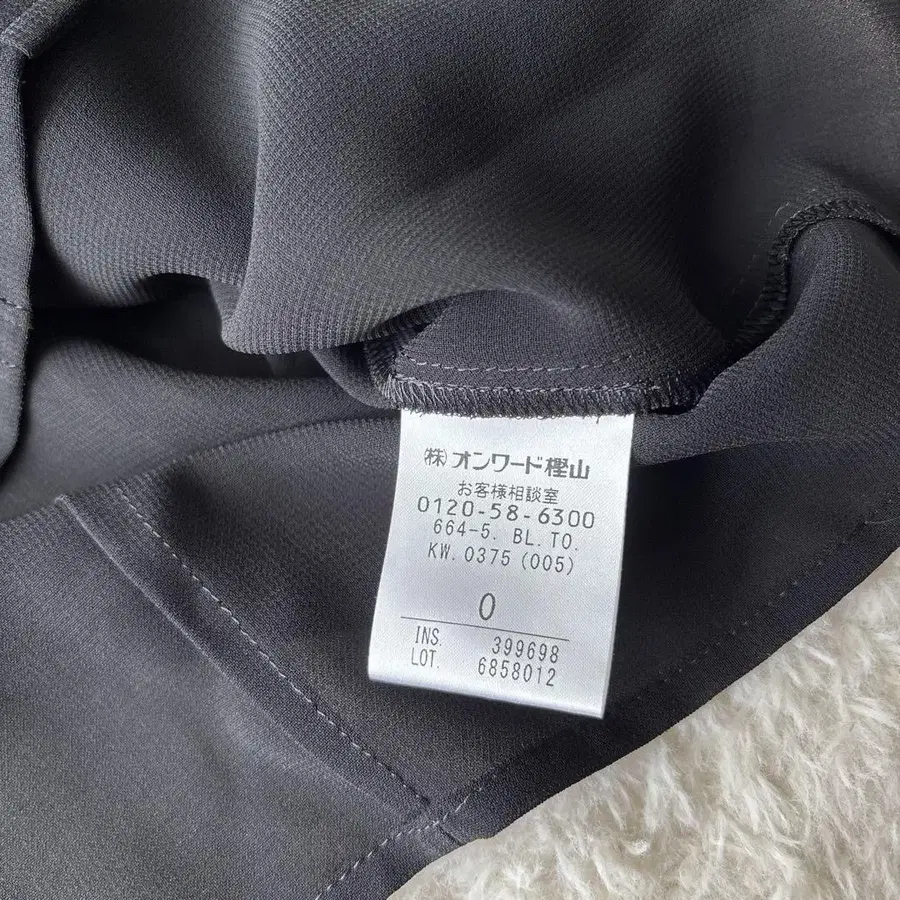 ㈱オンワード樫山
お客様相談室
0120-58-6300
664-5. BL.TO.
KW.0375(005)
0
INS. 399698
LOT. 6858012